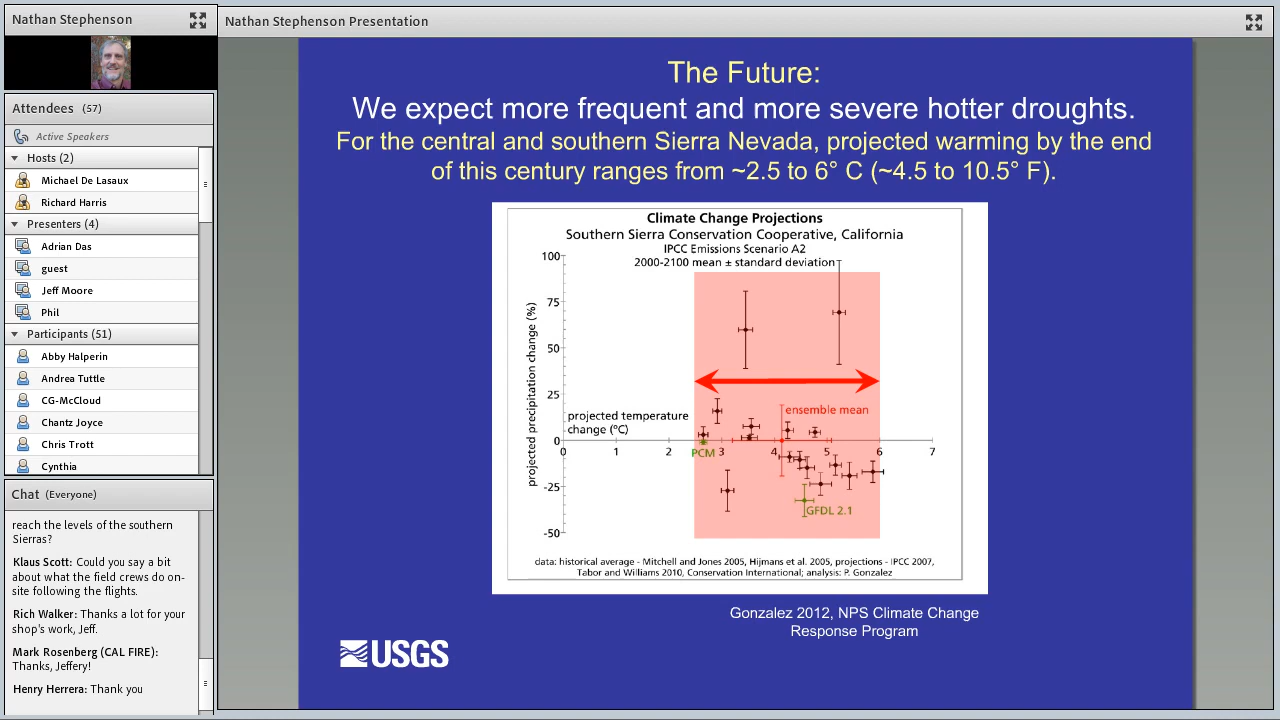 Nathan Stephenson
Attendees (57)
Active Speakers
Hosts (2)
Michael De Lasaux
Richard Harris
Presenters (4)
Adrian Das
guest
Jeff Moore
Phil
Participants (51)
Abby Halperin
Andrea Tuttle
CG-McCloud
Chantz Joyce
Chris Trott
Cynthia
Chat (Everyone)
reach the levels of the southern
Sierras?
Klaus Scott: Could you say a bit
about what the field crews do on-
site following the flights.
Rich Walker: Thanks a lot for your
shop's work, Jeff.
Mark Rosenberg (CAL FIRE):
Thanks, Jeffery!
Henry Herrera: Thank you
Nathan Stephenson Presentation
The Future:
We expect more frequent and more severe hotter droughts.
For the central and southern Sierra Nevada, projected warming by the end
of this century ranges from ~2.5 to 6° C (~4.5 to 10.5° F).
Climate Change Projections
Southern Sierra Conservation Cooperative, California
IPCC Emissions Scenario A2
2000-2100 mean ± standard deviation
projected precipitation change (%)
100
75
50
25
0
-25
-50
projected temperature
change (°C)
ensemble mean
0 1 2 3 4 5 6 7
PCM
GFDL 2.1
data: historical average - Mitchell and Jones 2005, Hijmans et al. 2005, projections - IPCC 2007,
Tabor and Williams 2010, Conservation International; analysis: P. Gonzalez
Gonzalez 2012, NPS Climate Change
Response Program
USGS